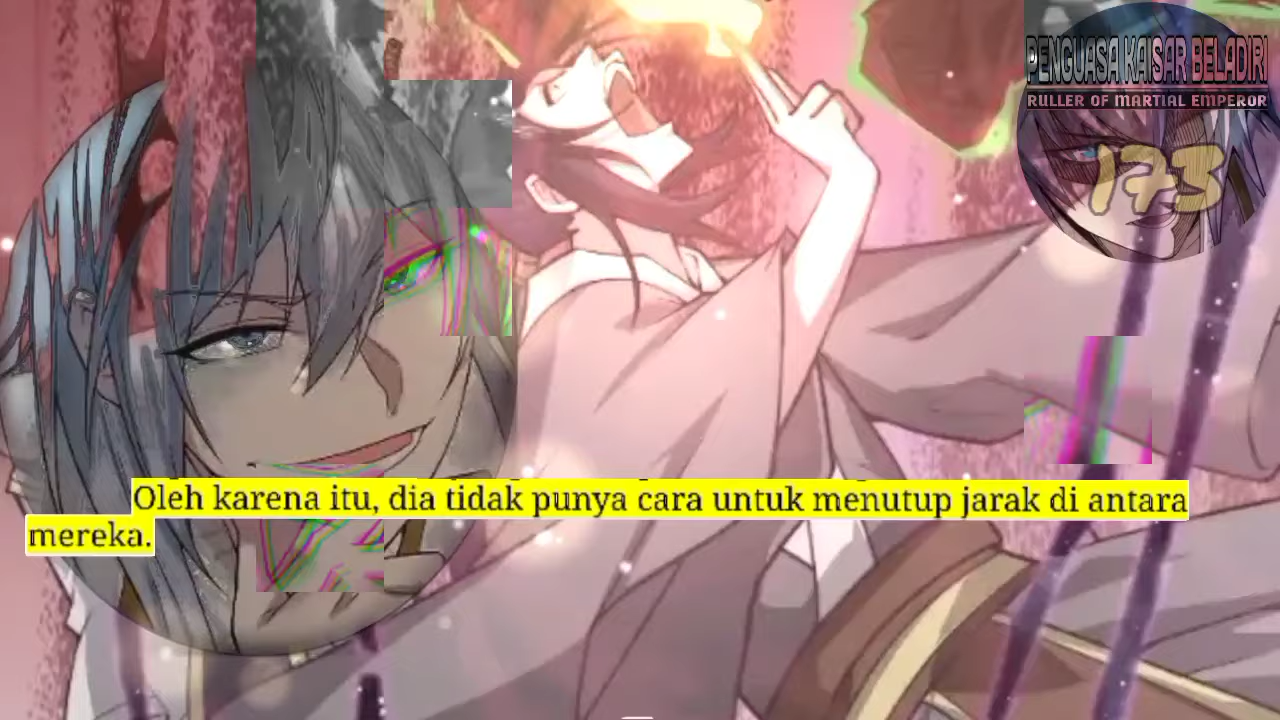 PENGUASA KAISAR BELADIRI
RULLER OF MARTIAL EMPEROR
173
Oleh karena itu, dia tidak punya cara untuk menutup jarak di antara
mereka.